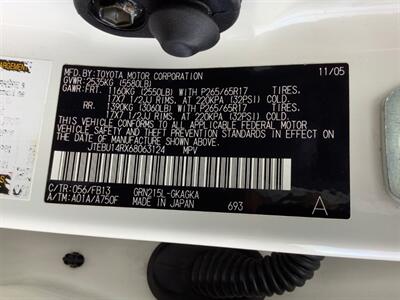 MFD.BY:TOYOTA MOTOR CORPORATION 11/05
GVWR:2535KG (5580LB)
GAWR:FRT. 1160KG (2550LB) WITH P265/65R17 TIRES.
17X7 1/2JJ RIMS, AT 220KPA (32PSI) COLD.
RR. 1390KG (3060LB) WITH P265/65R17 TIRES.
17X7 1/2JJ RIMS, AT 220KPA (32PSI) COLD.
THIS VEHICLE CONFORMS TO ALL APPLICABLE FEDERAL MOTOR
VEHICLE SAFETY AND THEFT PREVENTION STANDARDS IN EFFECT
ON THE DATE OF MANUFACTURE SHOWN ABOVE.
JTEBU14RX68063124 MPV
C/TR:056/FB13 GRN215L-GKAGKA
A/TM:A01A/A750F MADE IN JAPAN 693 A